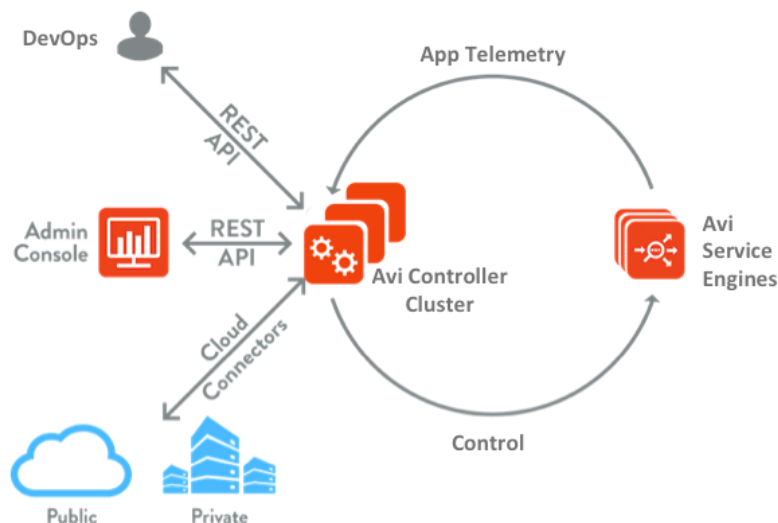 DevOps
App Telemetry
REST
API
Admin
Console
REST
API
Avi Controller
Cluster
Avi
Service
Engines
Cloud
Connectors
Control
Public
Private